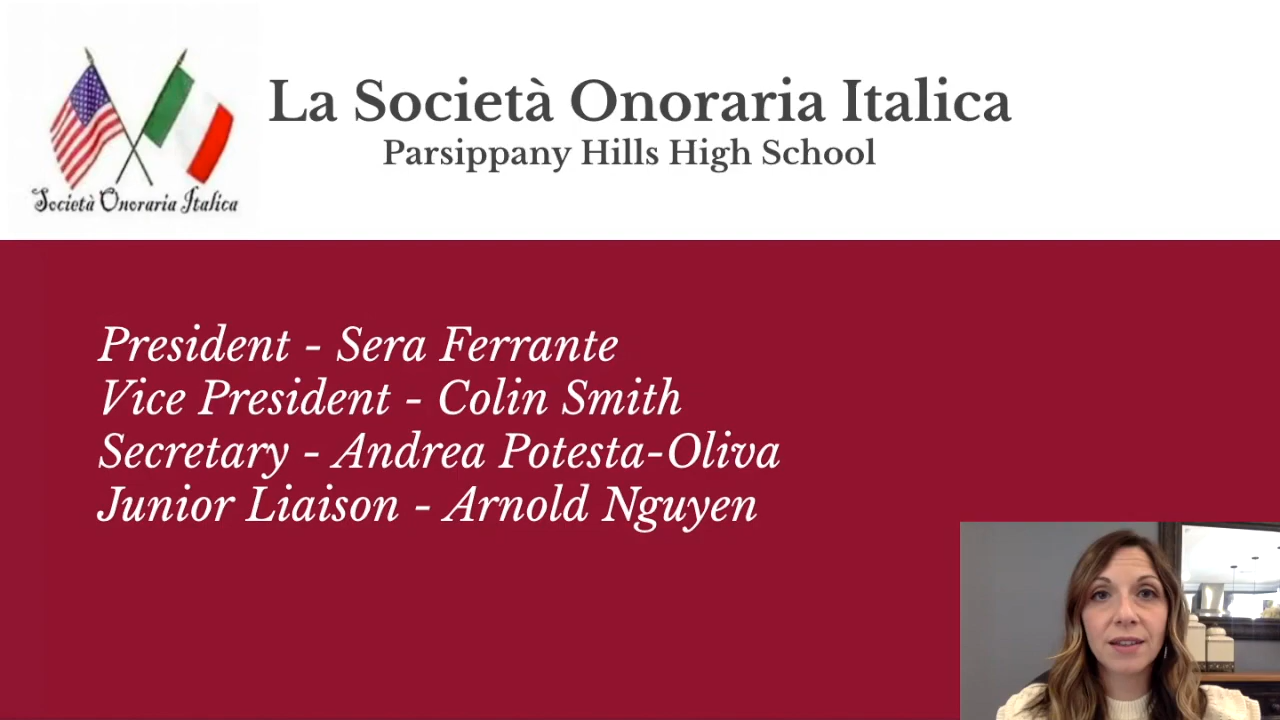 La Società Onoraria Italica
Parsippany Hills High School
Società Onoraria Italica
President - Sera Ferrante
Vice President - Colin Smith
Secretary - Andrea Potesta-Oliva
Junior Liaison - Arnold Nguyen